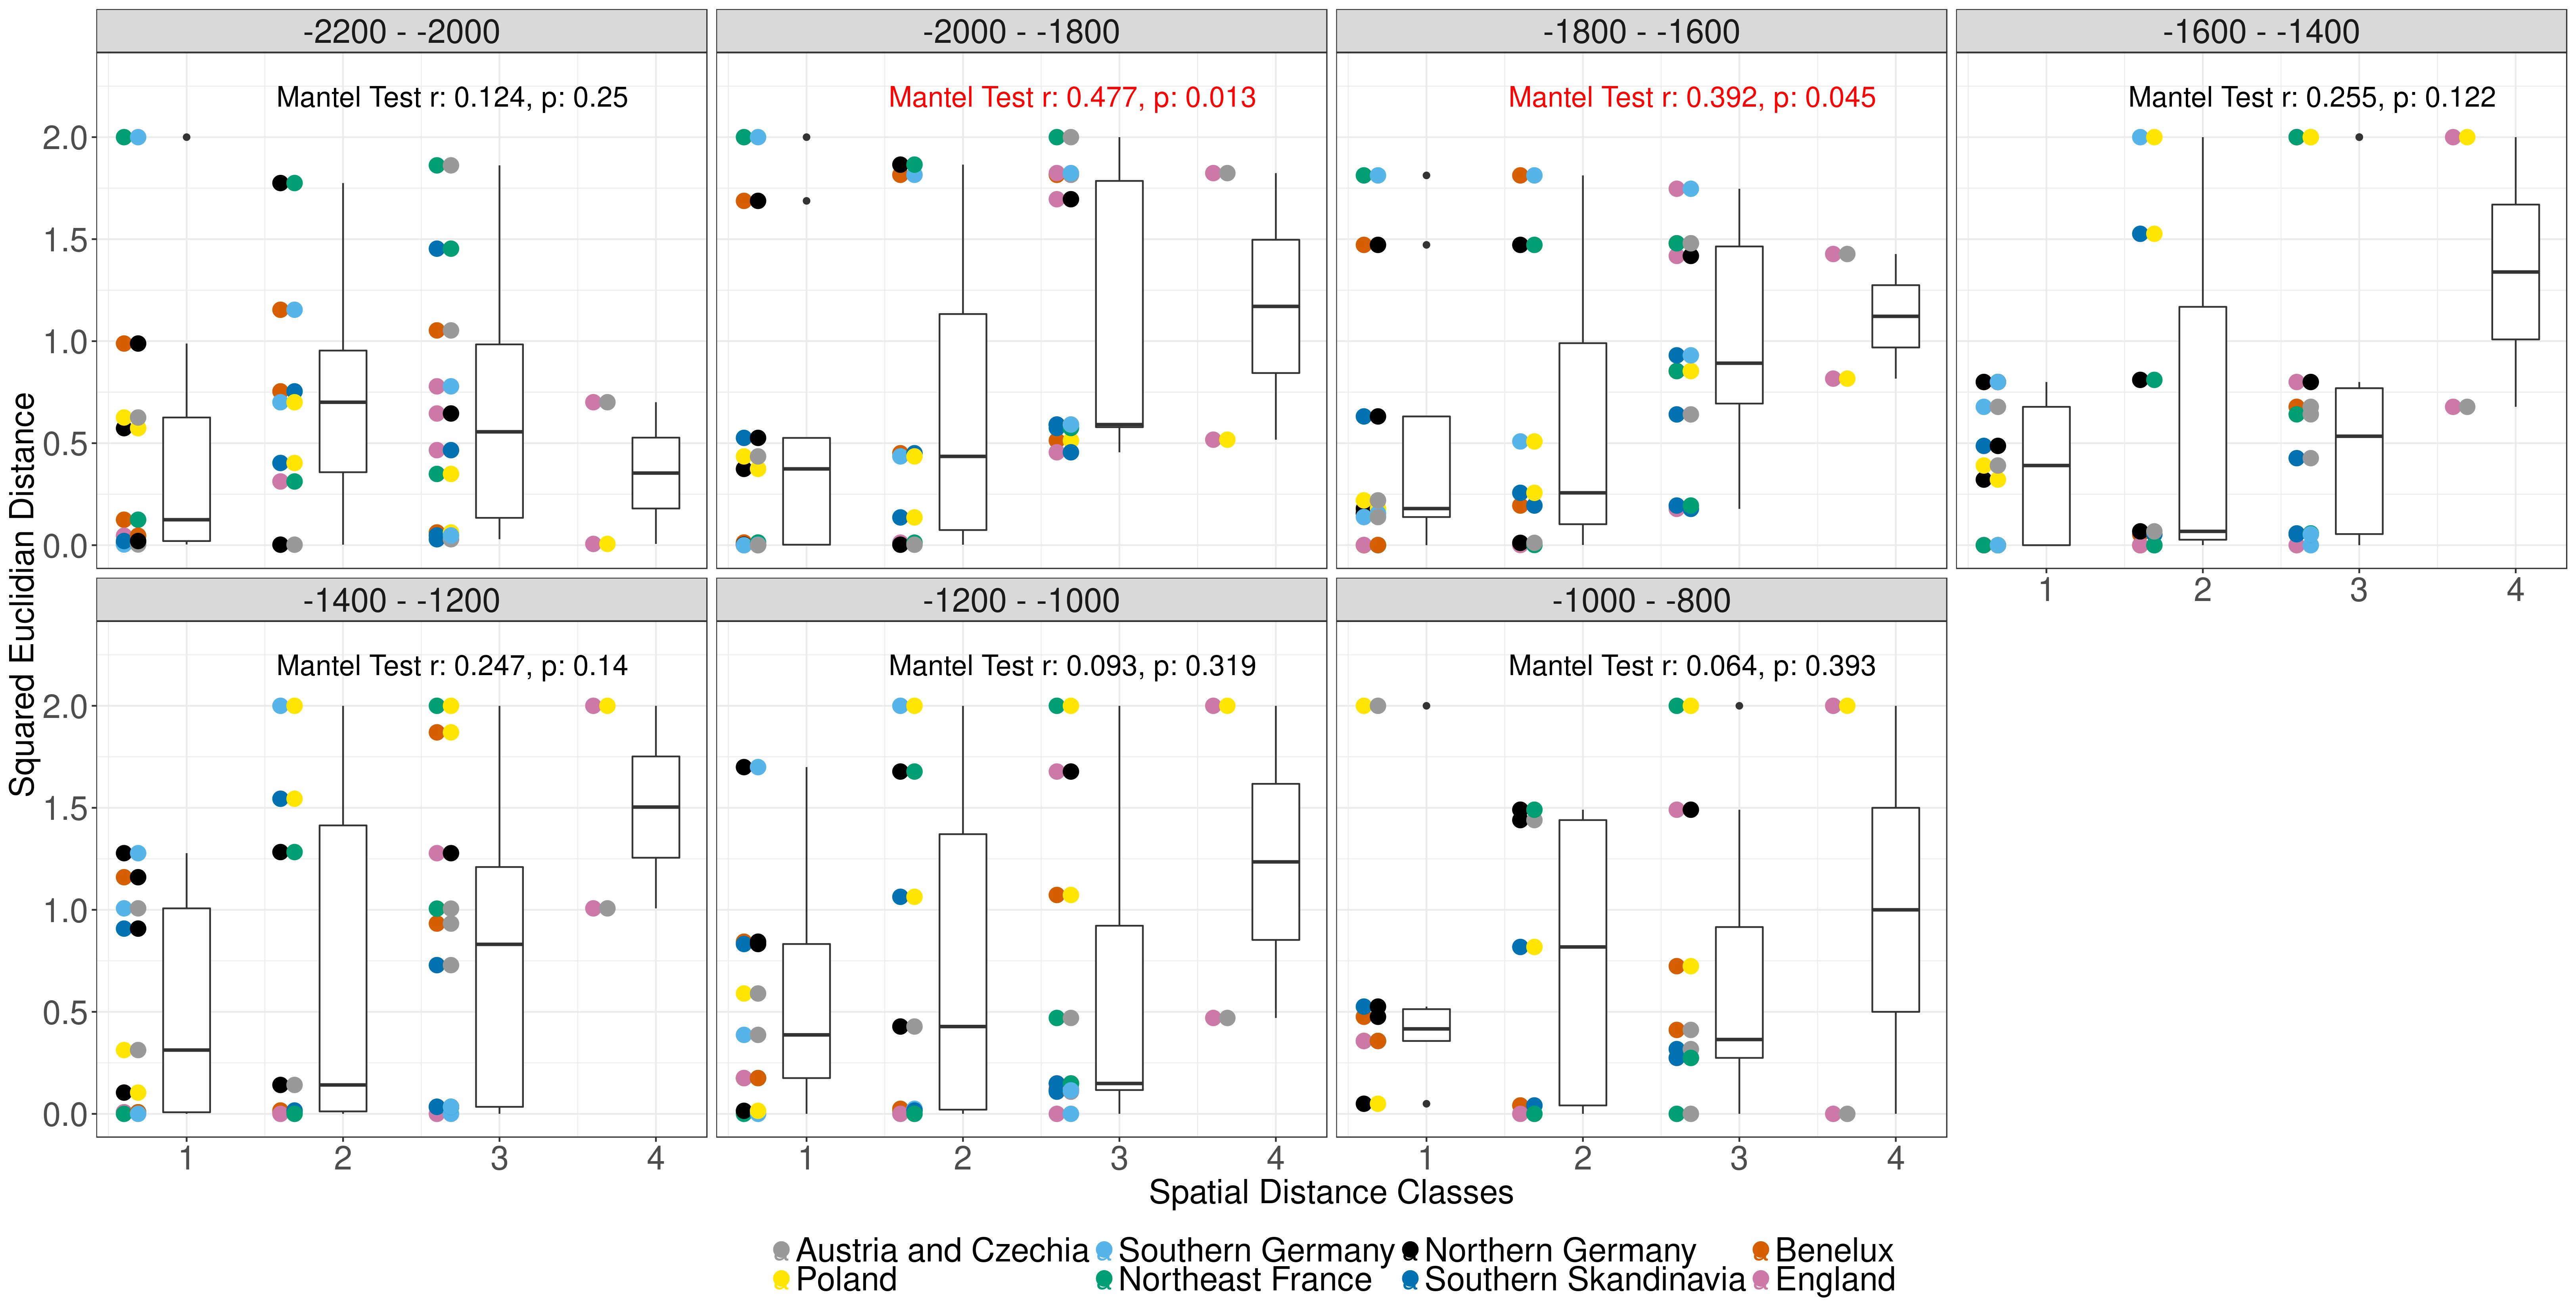 -2200 - -2000
-2000 - -1800
-1800 - -1600
-1600 - -1400
Mantel Test r: 0.124, p: 0.25
Mantel Test r: 0.477, p: 0.013
Mantel Test r: 0.392, p: 0.045
Mantel Test r: 0.255, p: 0.122
2.0
1.5
1.0
0.5
0.0
1 2 3 4
-1400 - -1200
-1200 - -1000
-1000 - -800
Mantel Test r: 0.247, p: 0.14
Mantel Test r: 0.093, p: 0.319
Mantel Test r: 0.064, p: 0.393
2.0
1.5
1.0
0.5
0.0
1 2 3 4
1 2 3 4
1 2 3 4
Squared Euclidian Distance
Spatial Distance Classes
Austria and Czechia
Southern Germany
Northern Germany
Benelux
Poland
Northeast France
Southern Skandinavia
England